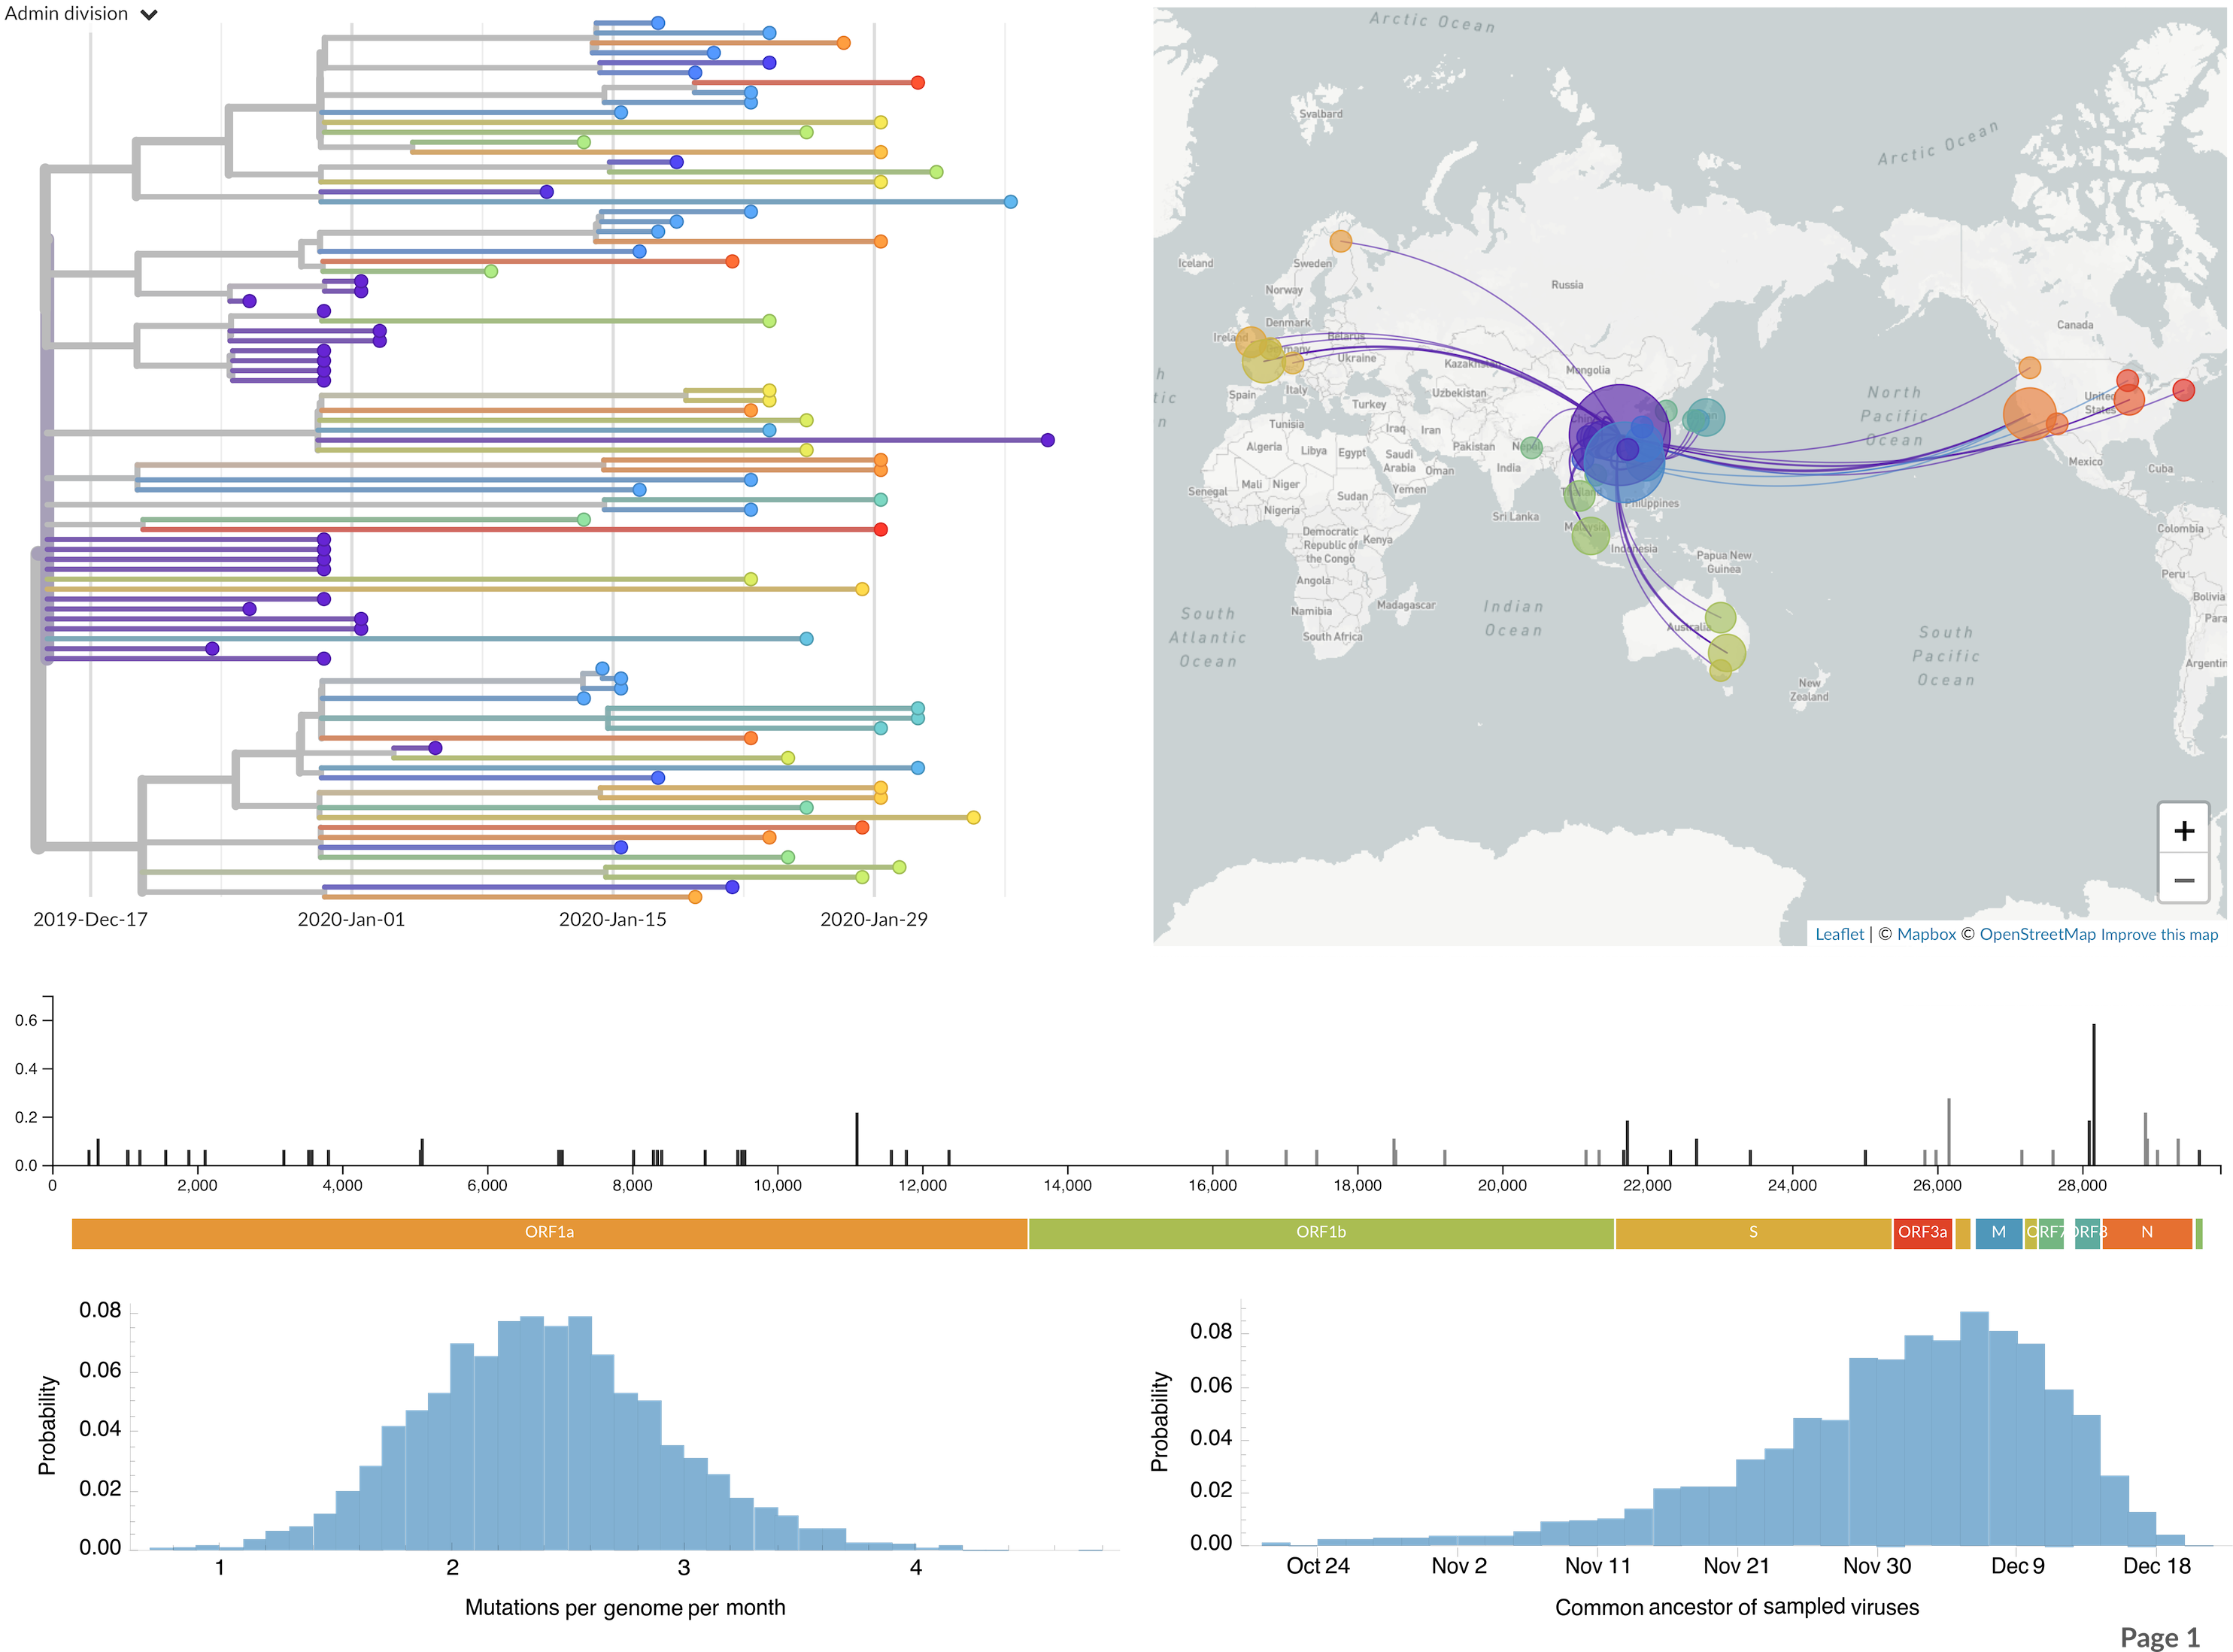 Admin division
2019-Dec-17 2020-Jan-01 2020-Jan-15 2020-Jan-29
Arctic Ocean
Arctic Ocean
Svalbard
Iceland
Sweden
Norway
Russia
Denmark
Ireland
Belarus
Ukraine
Kazakhstan
Mongolia
Canada
Spain
Italy
Uzbekistan
Turkey
North
Pacific
Ocean
United
States
Tunisia
Iraq
Iran
Algeria
Libya
Egypt
Saudi
Arabia
Oman
Pakistan
Nepal
India
Mexico
Cuba
Senegal
Mali
Niger
Sudan
Yemen
Thailand
Philippines
Nigeria
Sri Lanka
Malaysia
Indonesia
Colombia
Democratic
Republic of
the Congo
Kenya
Papua New
Guinea
Peru
Angola
Bolivia
Namibia
Madagascar
Indian
Ocean
South
Atlantic
Ocean
South Africa
Australia
South
Pacific
Ocean
Argentin
New
Zealand
+
−
Leaflet | © Mapbox © OpenStreetMap Improve this map
0.6
0.4
0.2
0.0
0 2,000 4,000 6,000 8,000 10,000 12,000 14,000 16,000 18,000 20,000 22,000 24,000 26,000 28,000
ORF1a ORF1b S ORF3a M ORF7 ORF8 N
0.08
0.06
0.04
0.02
0.00
Probability
1 2 3 4
Mutations per genome per month
0.08
0.06
0.04
0.02
0.00
Probability
Oct 24 Nov 2 Nov 11 Nov 21 Nov 30 Dec 9 Dec 18
Common ancestor of sampled viruses
Page 1